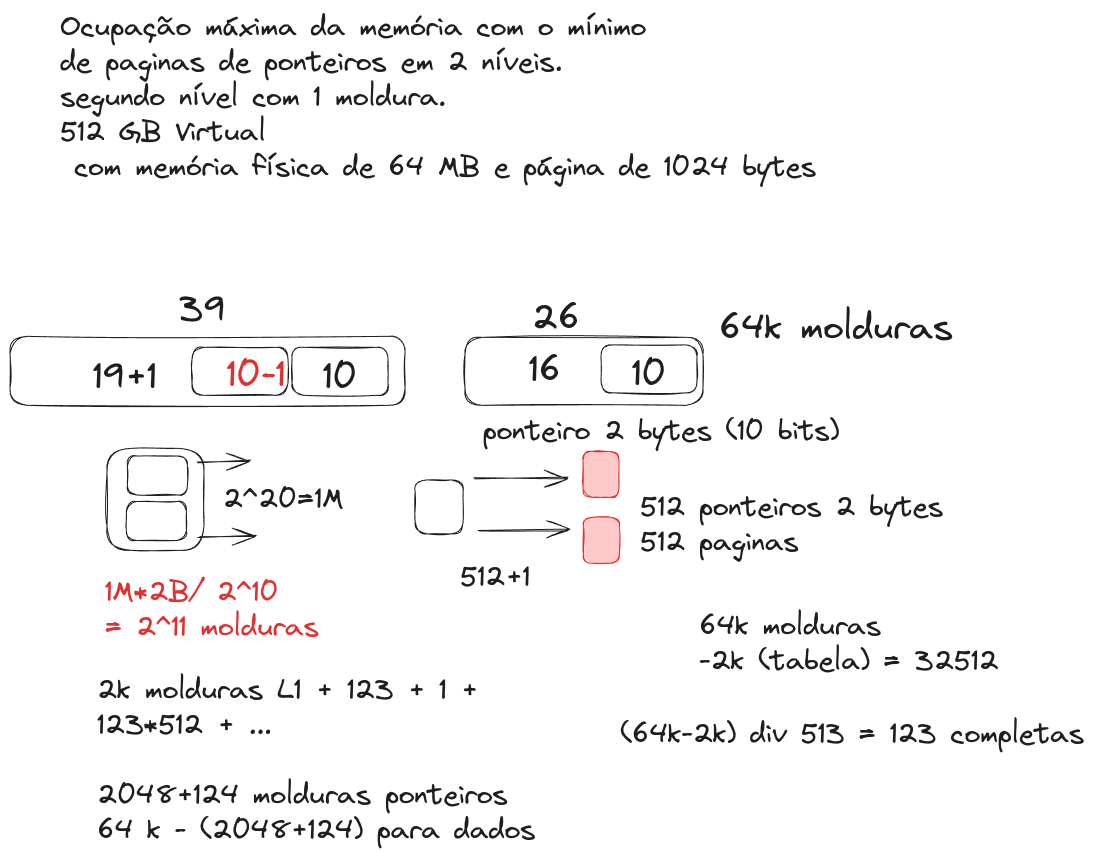 Ocupação máxima da memória com o mínimo
de paginas de ponteiros em 2 níveis.
segundo nível com 1 moldura.
512 GB Virtual
com memória física de 64 MB e página de 1024 bytes
39
19+1
10-1
10
26
16
10
64k molduras
ponteiro 2 bytes (10 bits)
2^20=1M
512 ponteiros 2 bytes
512 paginas
512+1
1M*2B/ 2^10
= 2^11 molduras
64k molduras
-2k (tabela) = 32512
2k molduras L1 + 123 + 1 +
123*512 + ...
(64k-2k) div 513 = 123 completas
2048+124 molduras ponteiros
64 k - (2048+124) para dados